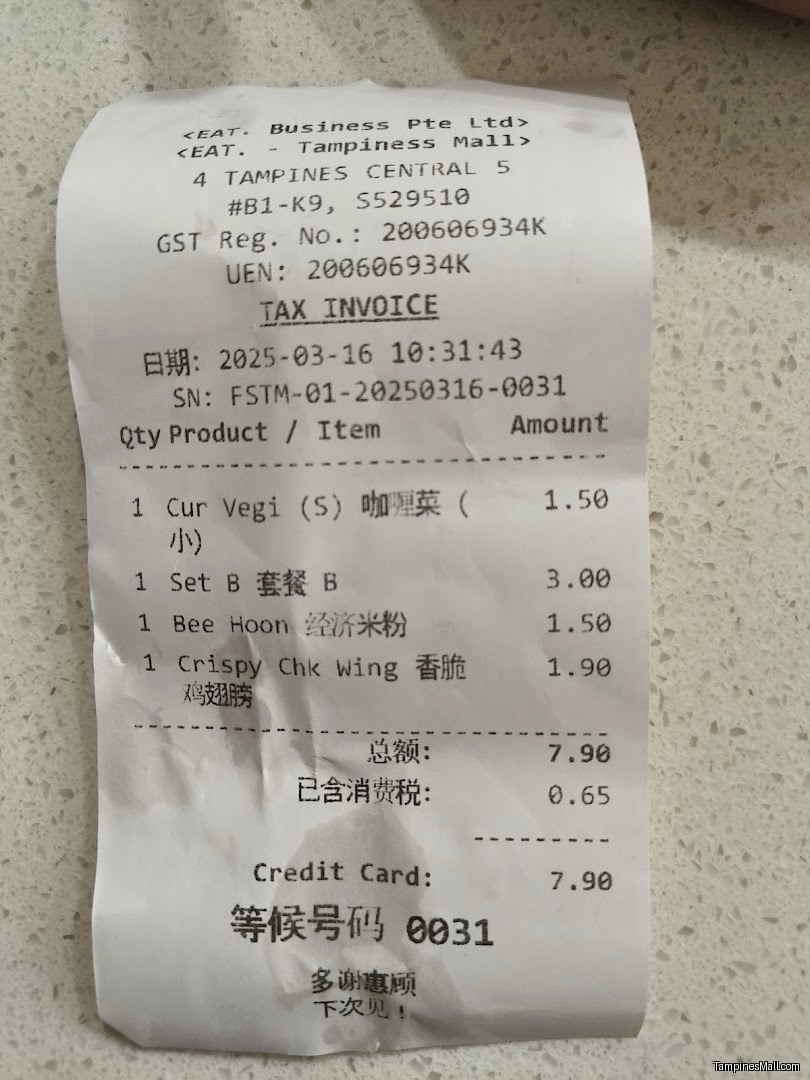 <EAT. Business Pte Ltd>
<EAT. - Tampiness Mall>
4 TAMPINES CENTRAL 5
#B1-K9, S529510
GST Reg. No.: 200606934K
UEN: 200606934K
TAX INVOICE
日期: 2025-03-16 10:31:43
SN: FSTM-01-20250316-0031
Qty Product / Item Amount
1 Cur Vegi (S) 咖喱菜 ( 1.50
小)
1 Set B 套餐 B 3.00
1 Bee Hoon 经济米粉 1.50
1 Crispy Chk Wing 香脆 1.90
鸡翅膀
总额: 7.90
已含消费税: 0.65
Credit Card: 7.90
等候号码 0031
多谢惠顾
下次见!
TampinesMall.com